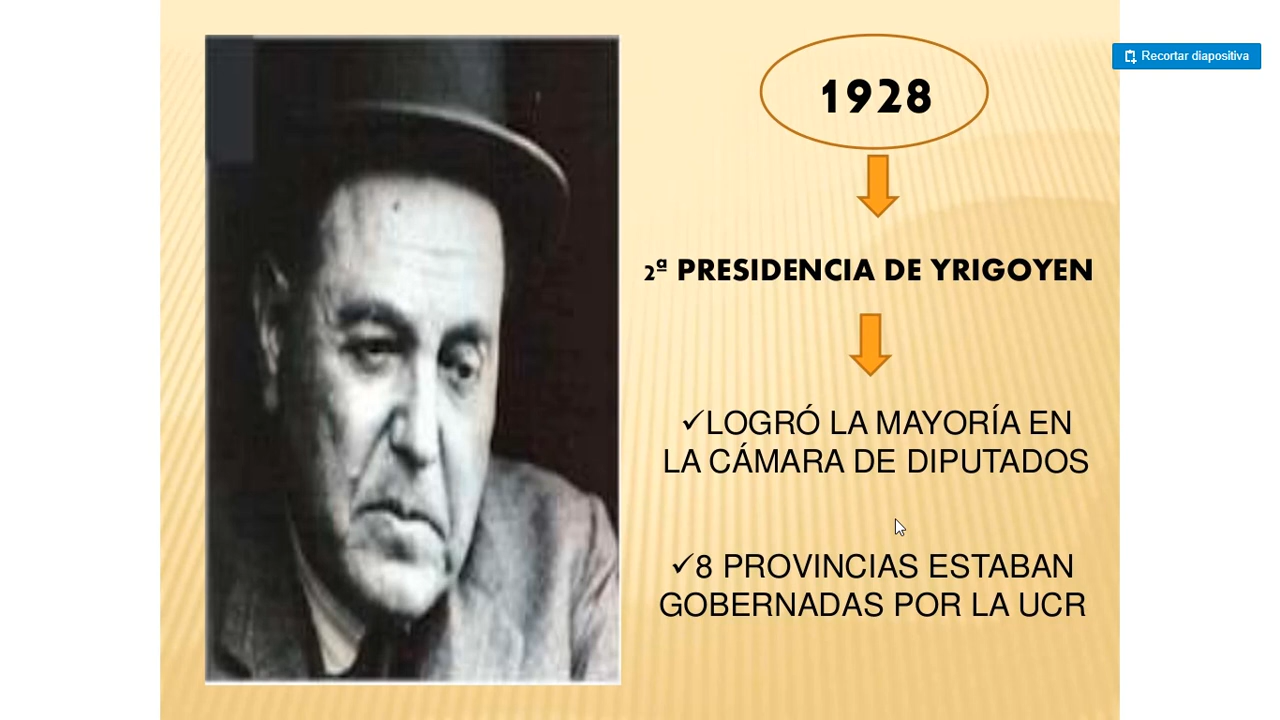 Recortar diapositiva
1928
2ª PRESIDENCIA DE YRIGOYEN
✓LOGRÓ LA MAYORÍA EN
LA CÁMARA DE DIPUTADOS
✓8 PROVINCIAS ESTABAN
GOBERNADAS POR LA UCR